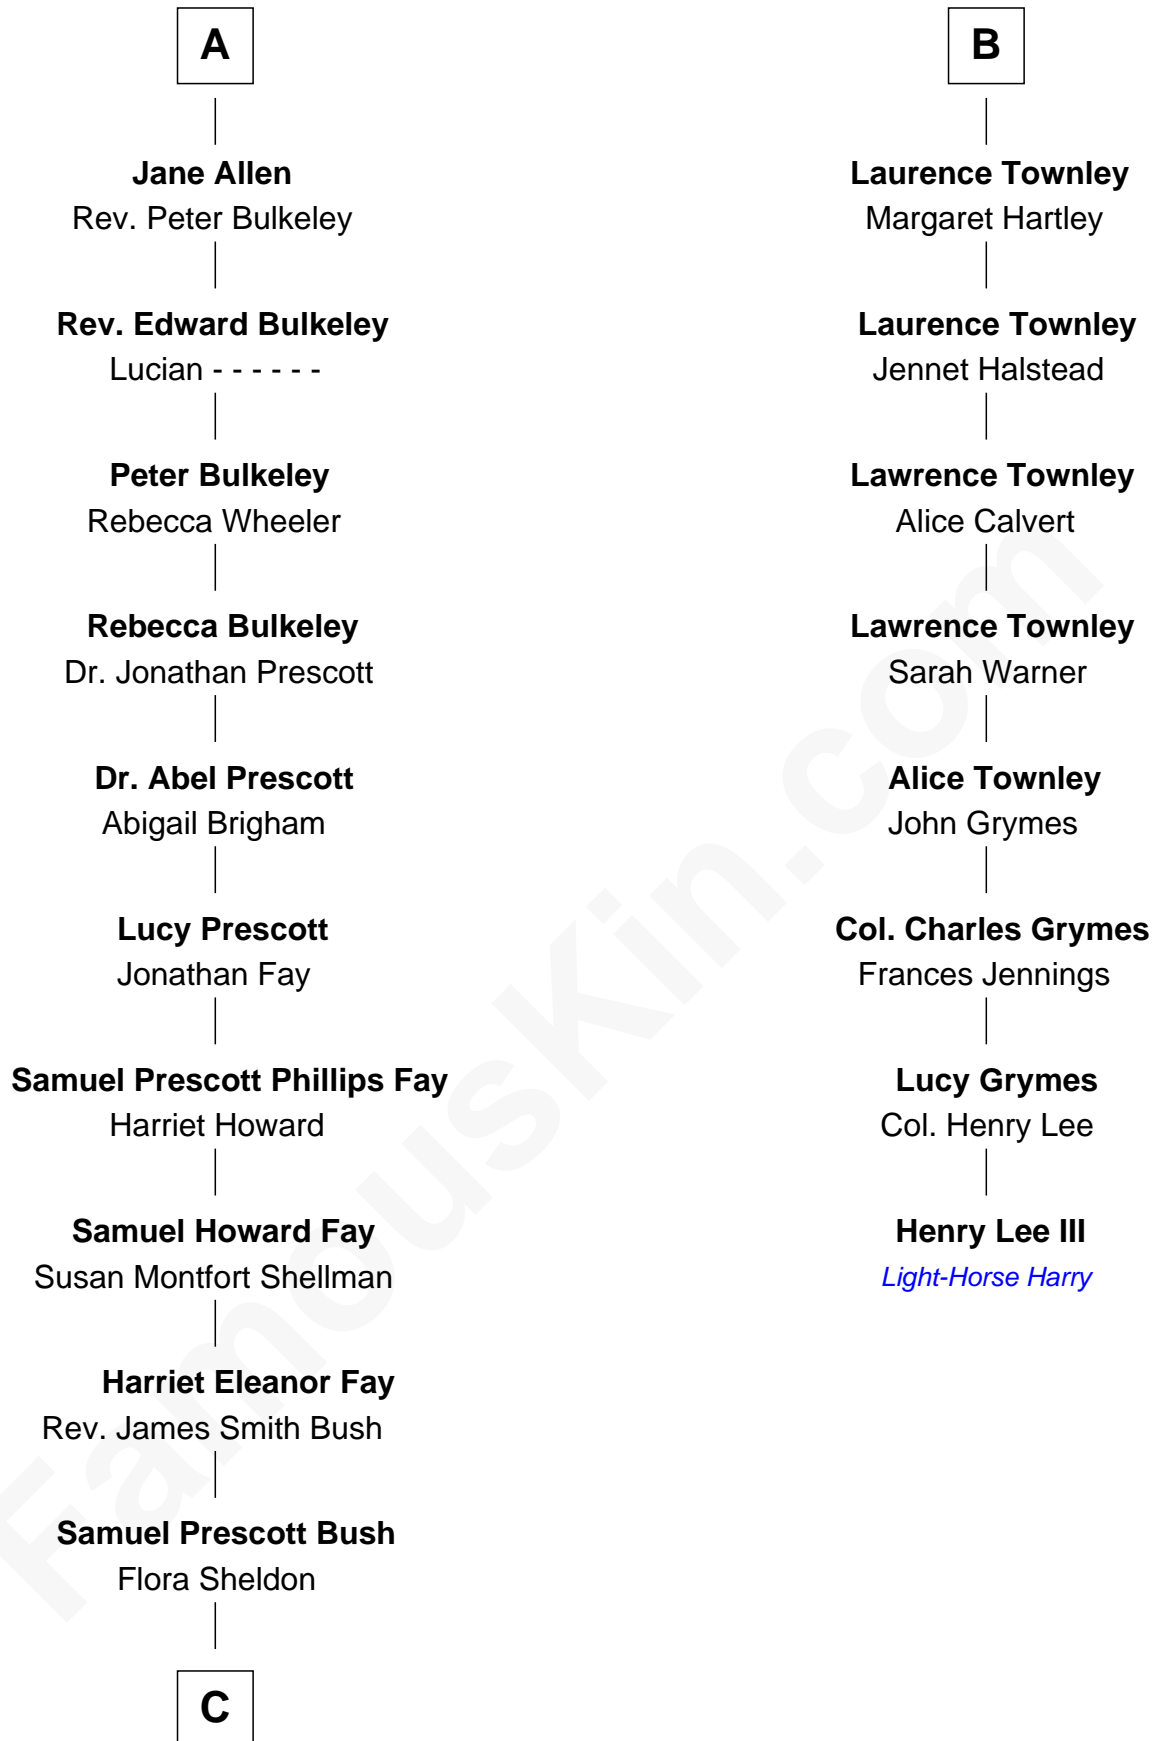 A
Jane Allen
Rev. Peter Bulkeley
Rev. Edward Bulkeley
Lucian - - - - - -
Peter Bulkeley
Rebecca Wheeler
Rebecca Bulkeley
Dr. Jonathan Prescott
Dr. Abel Prescott
Abigail Brigham
Lucy Prescott
Jonathan Fay
Samuel Prescott Phillips Fay
Harriet Howard
Samuel Howard Fay
Susan Montfort Shellman
Harriet Eleanor Fay
Rev. James Smith Bush
Samuel Prescott Bush
Flora Sheldon
C
B
Laurence Townley
Margaret Hartley
Laurence Townley
Jennet Halstead
Lawrence Townley
Alice Calvert
Lawrence Townley
Sarah Warner
Alice Townley
John Grymes
Col. Charles Grymes
Frances Jennings
Lucy Grymes
Col. Henry Lee
Henry Lee III
Light-Horse Harry
FamousKin.com